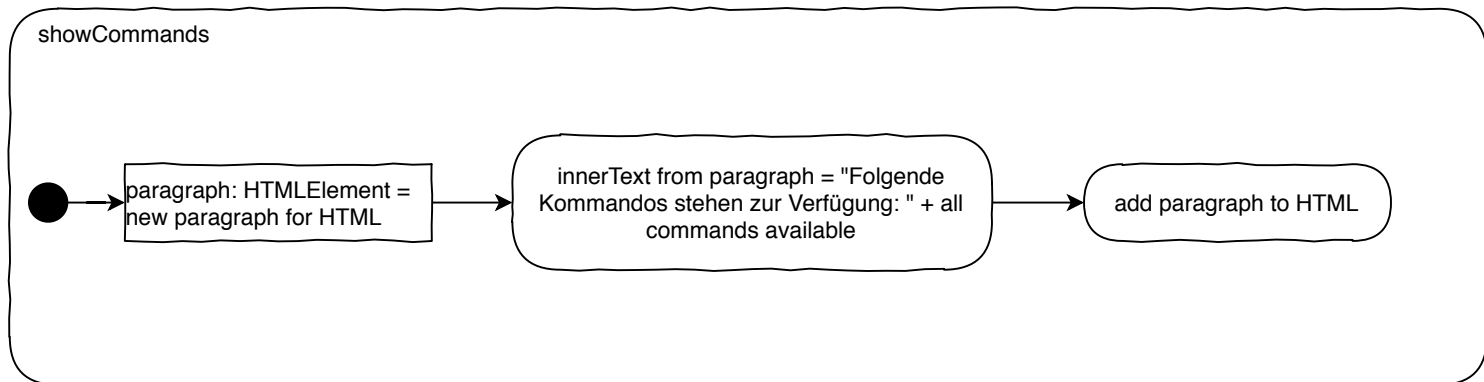 showCommands
paragraph: HTMLElement =
new paragraph for HTML
innerText from paragraph = "Folgende
Kommandos stehen zur Verfügung: " + all
commands available
add paragraph to HTML